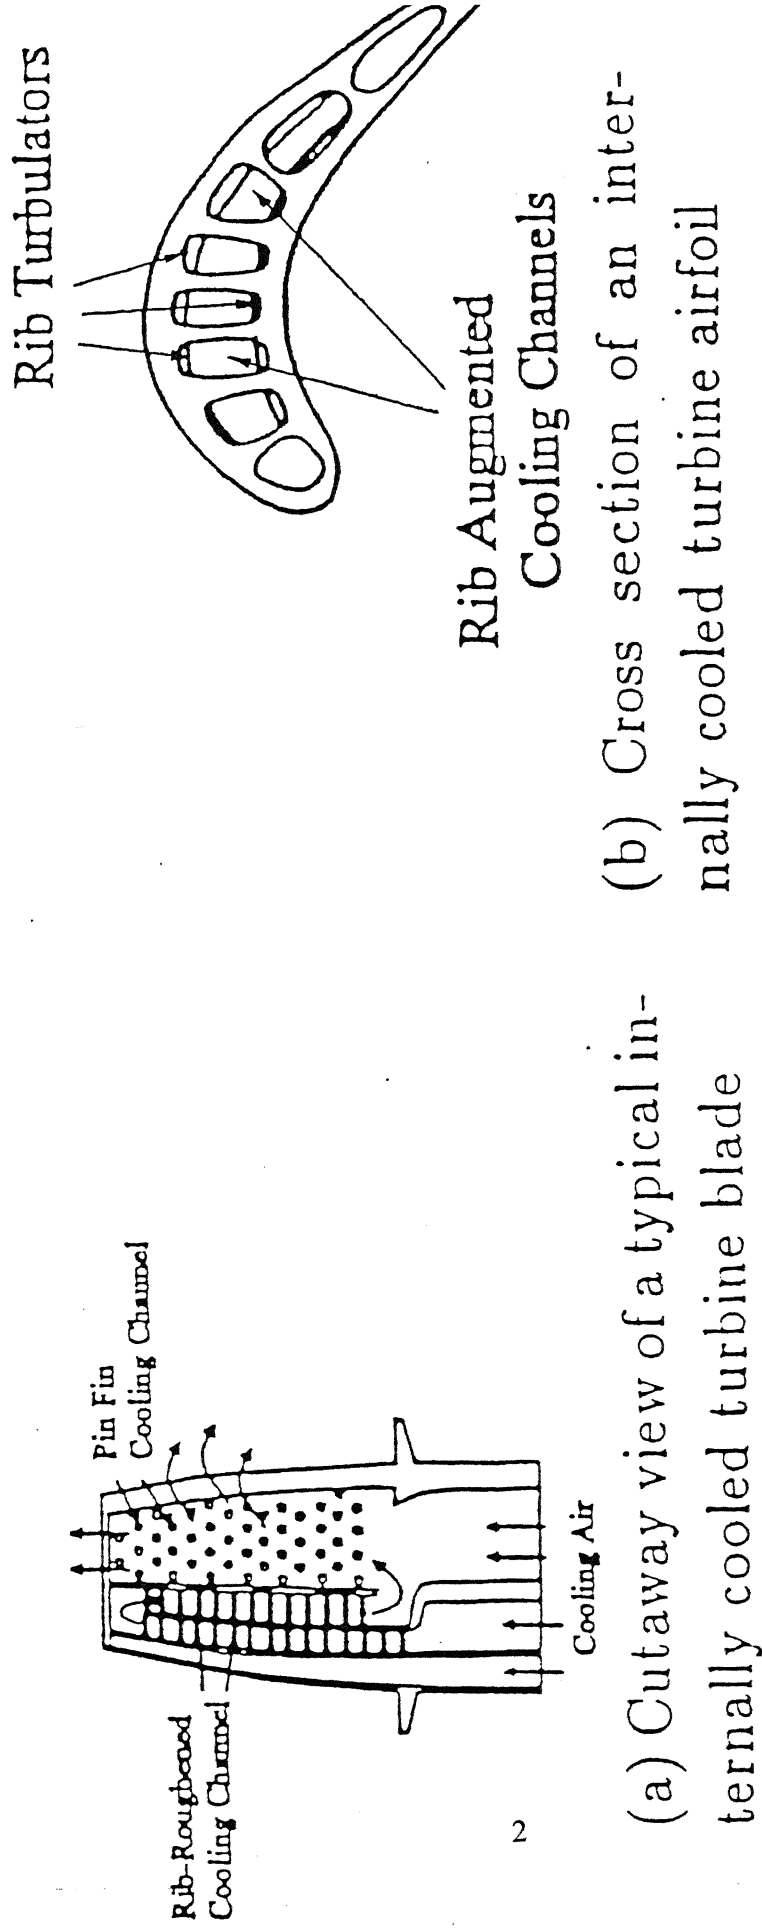 Rib-Roughened
Cooling Channel
Pin Fin
Cooling Channel
Cooling Air
(a) Cutaway view of a typical in-
ternally cooled turbine blade
Rib Turbulators
Rib Augmented
Cooling Channels
(b) Cross section of an inter-
nally cooled turbine airfoil
2